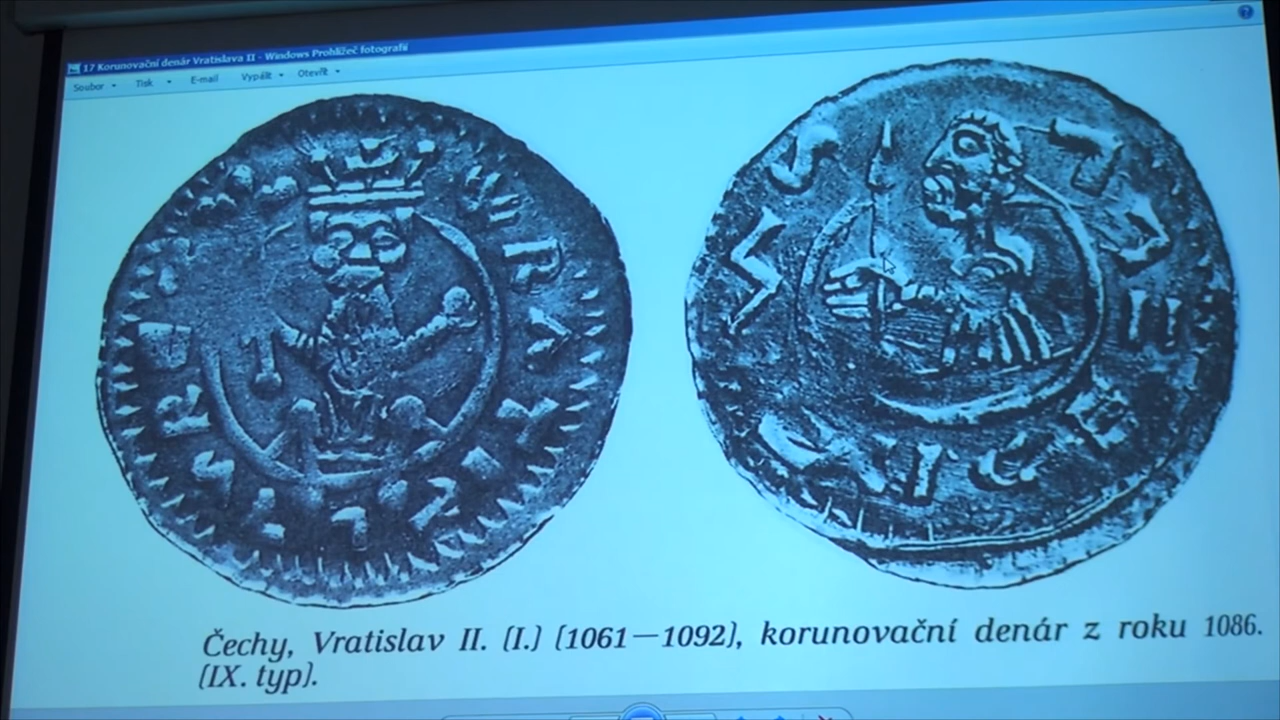 17 Korunovační denár Vratislava II - Windows Prohlížeč fotografií
Soubor Tisk E-mail Vypálit Otevřít
Čechy, Vratislav II. (I.) (1061—1092), korunovační denár z roku 1086.
(IX. typ).